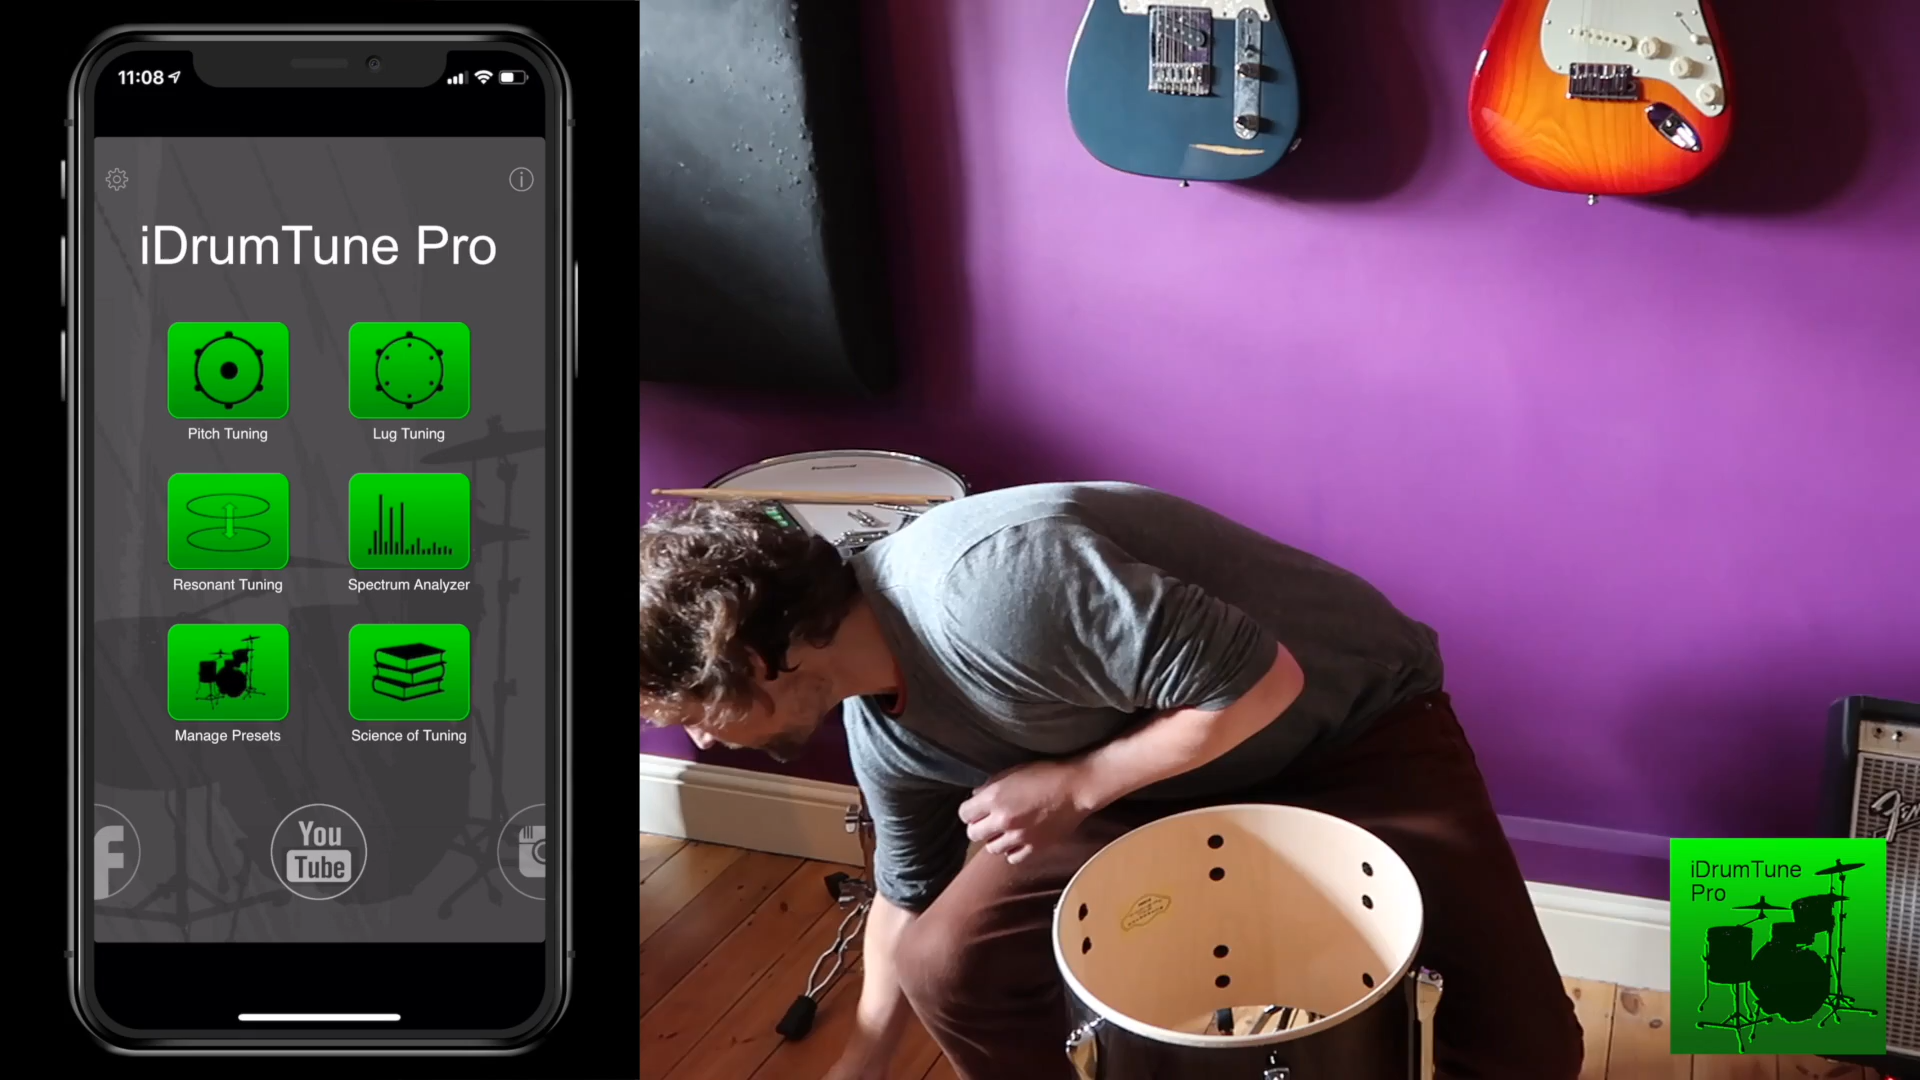 11:08
iDrumTune Pro
Pitch Tuning
Lug Tuning
Resonant Tuning
Spectrum Analyzer
Manage Presets
Science of Tuning
f
You
Tube
iDrumTune
Pro